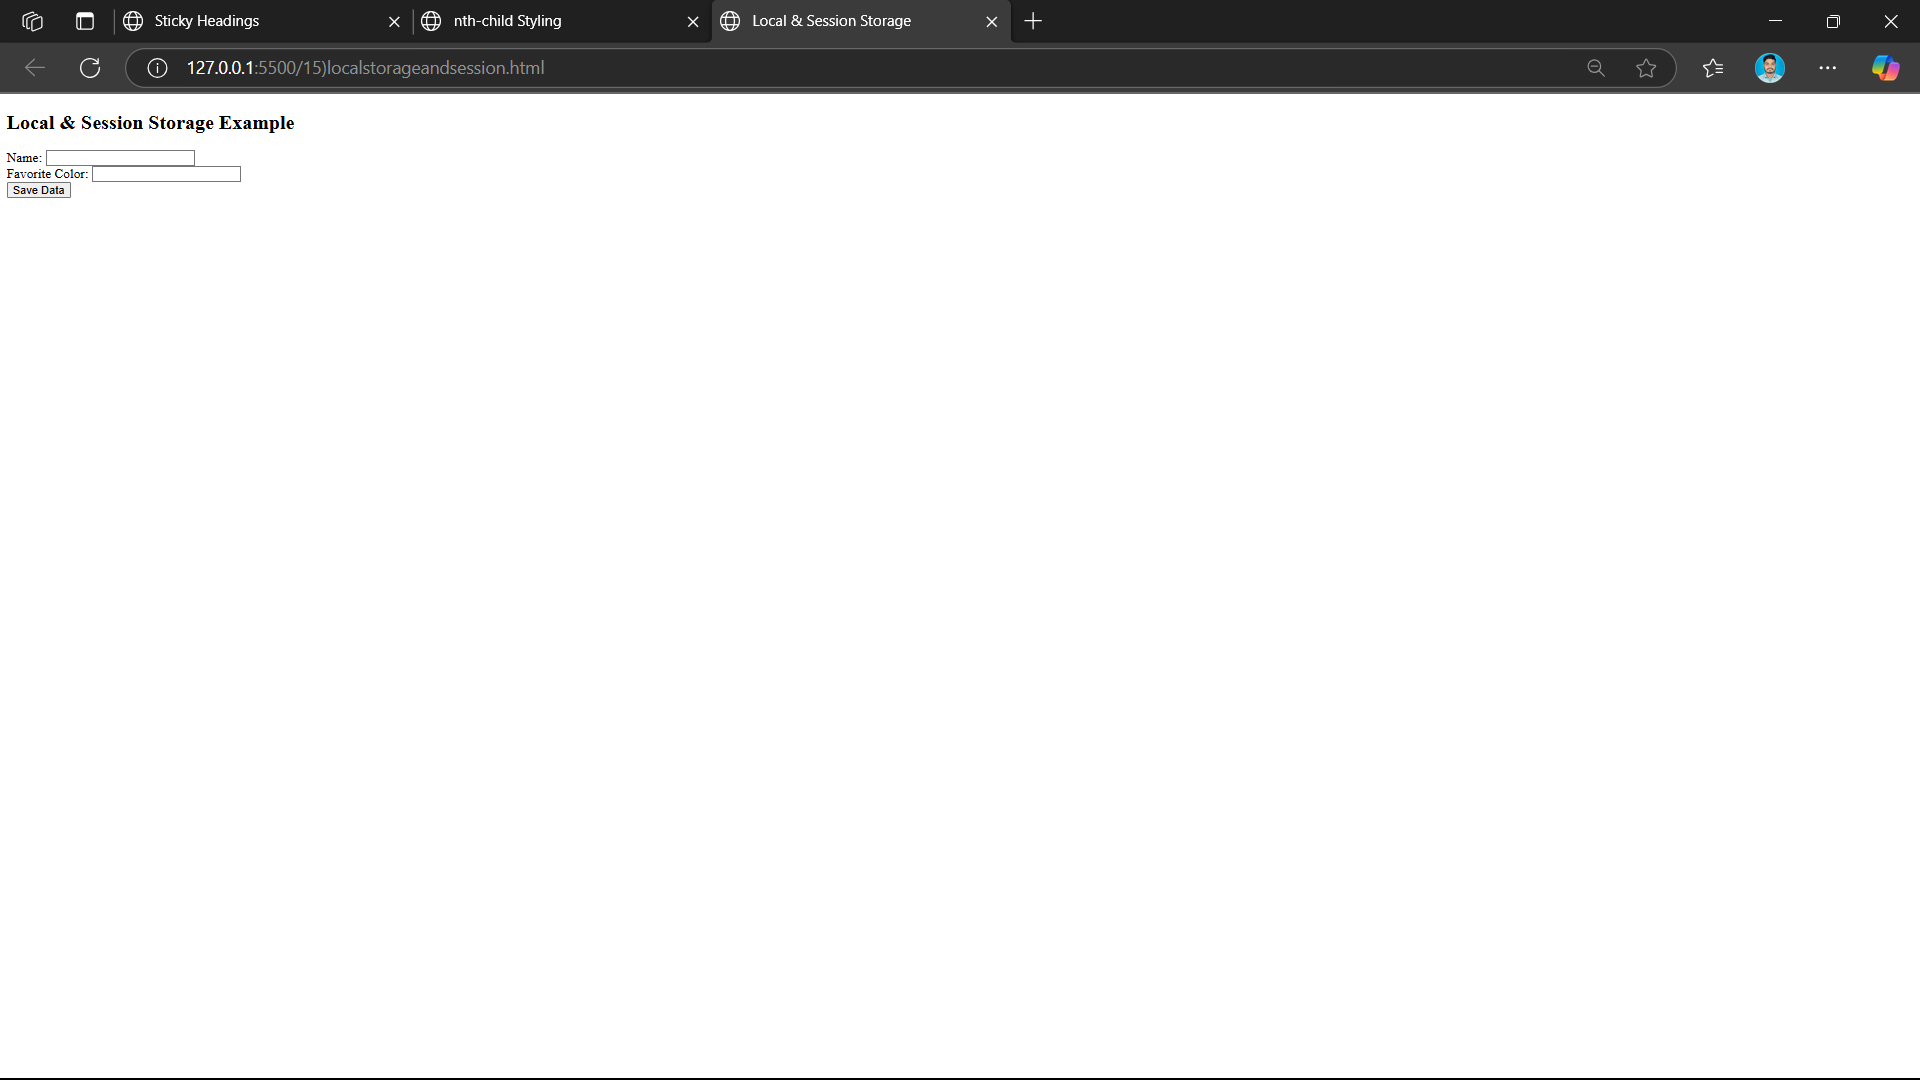 Sticky Headings
nth-child Styling
Local & Session Storage
127.0.0.1:5500/15)localstorageandsession.html
Local & Session Storage Example
Name:
Favorite Color:
Save Data